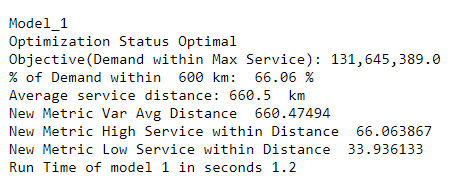 Model_1
Optimization Status Optimal
Objective(Demand within Max Service): 131,645,389.0
% of Demand within  600 km:  66.06 %
Average service distance: 660.5  km
New Metric Var Avg Distance  660.47494
New Metric High Service within Distance  66.063867
New Metric Low Service within Distance  33.936133
Run Time of model 1 in seconds 1.2